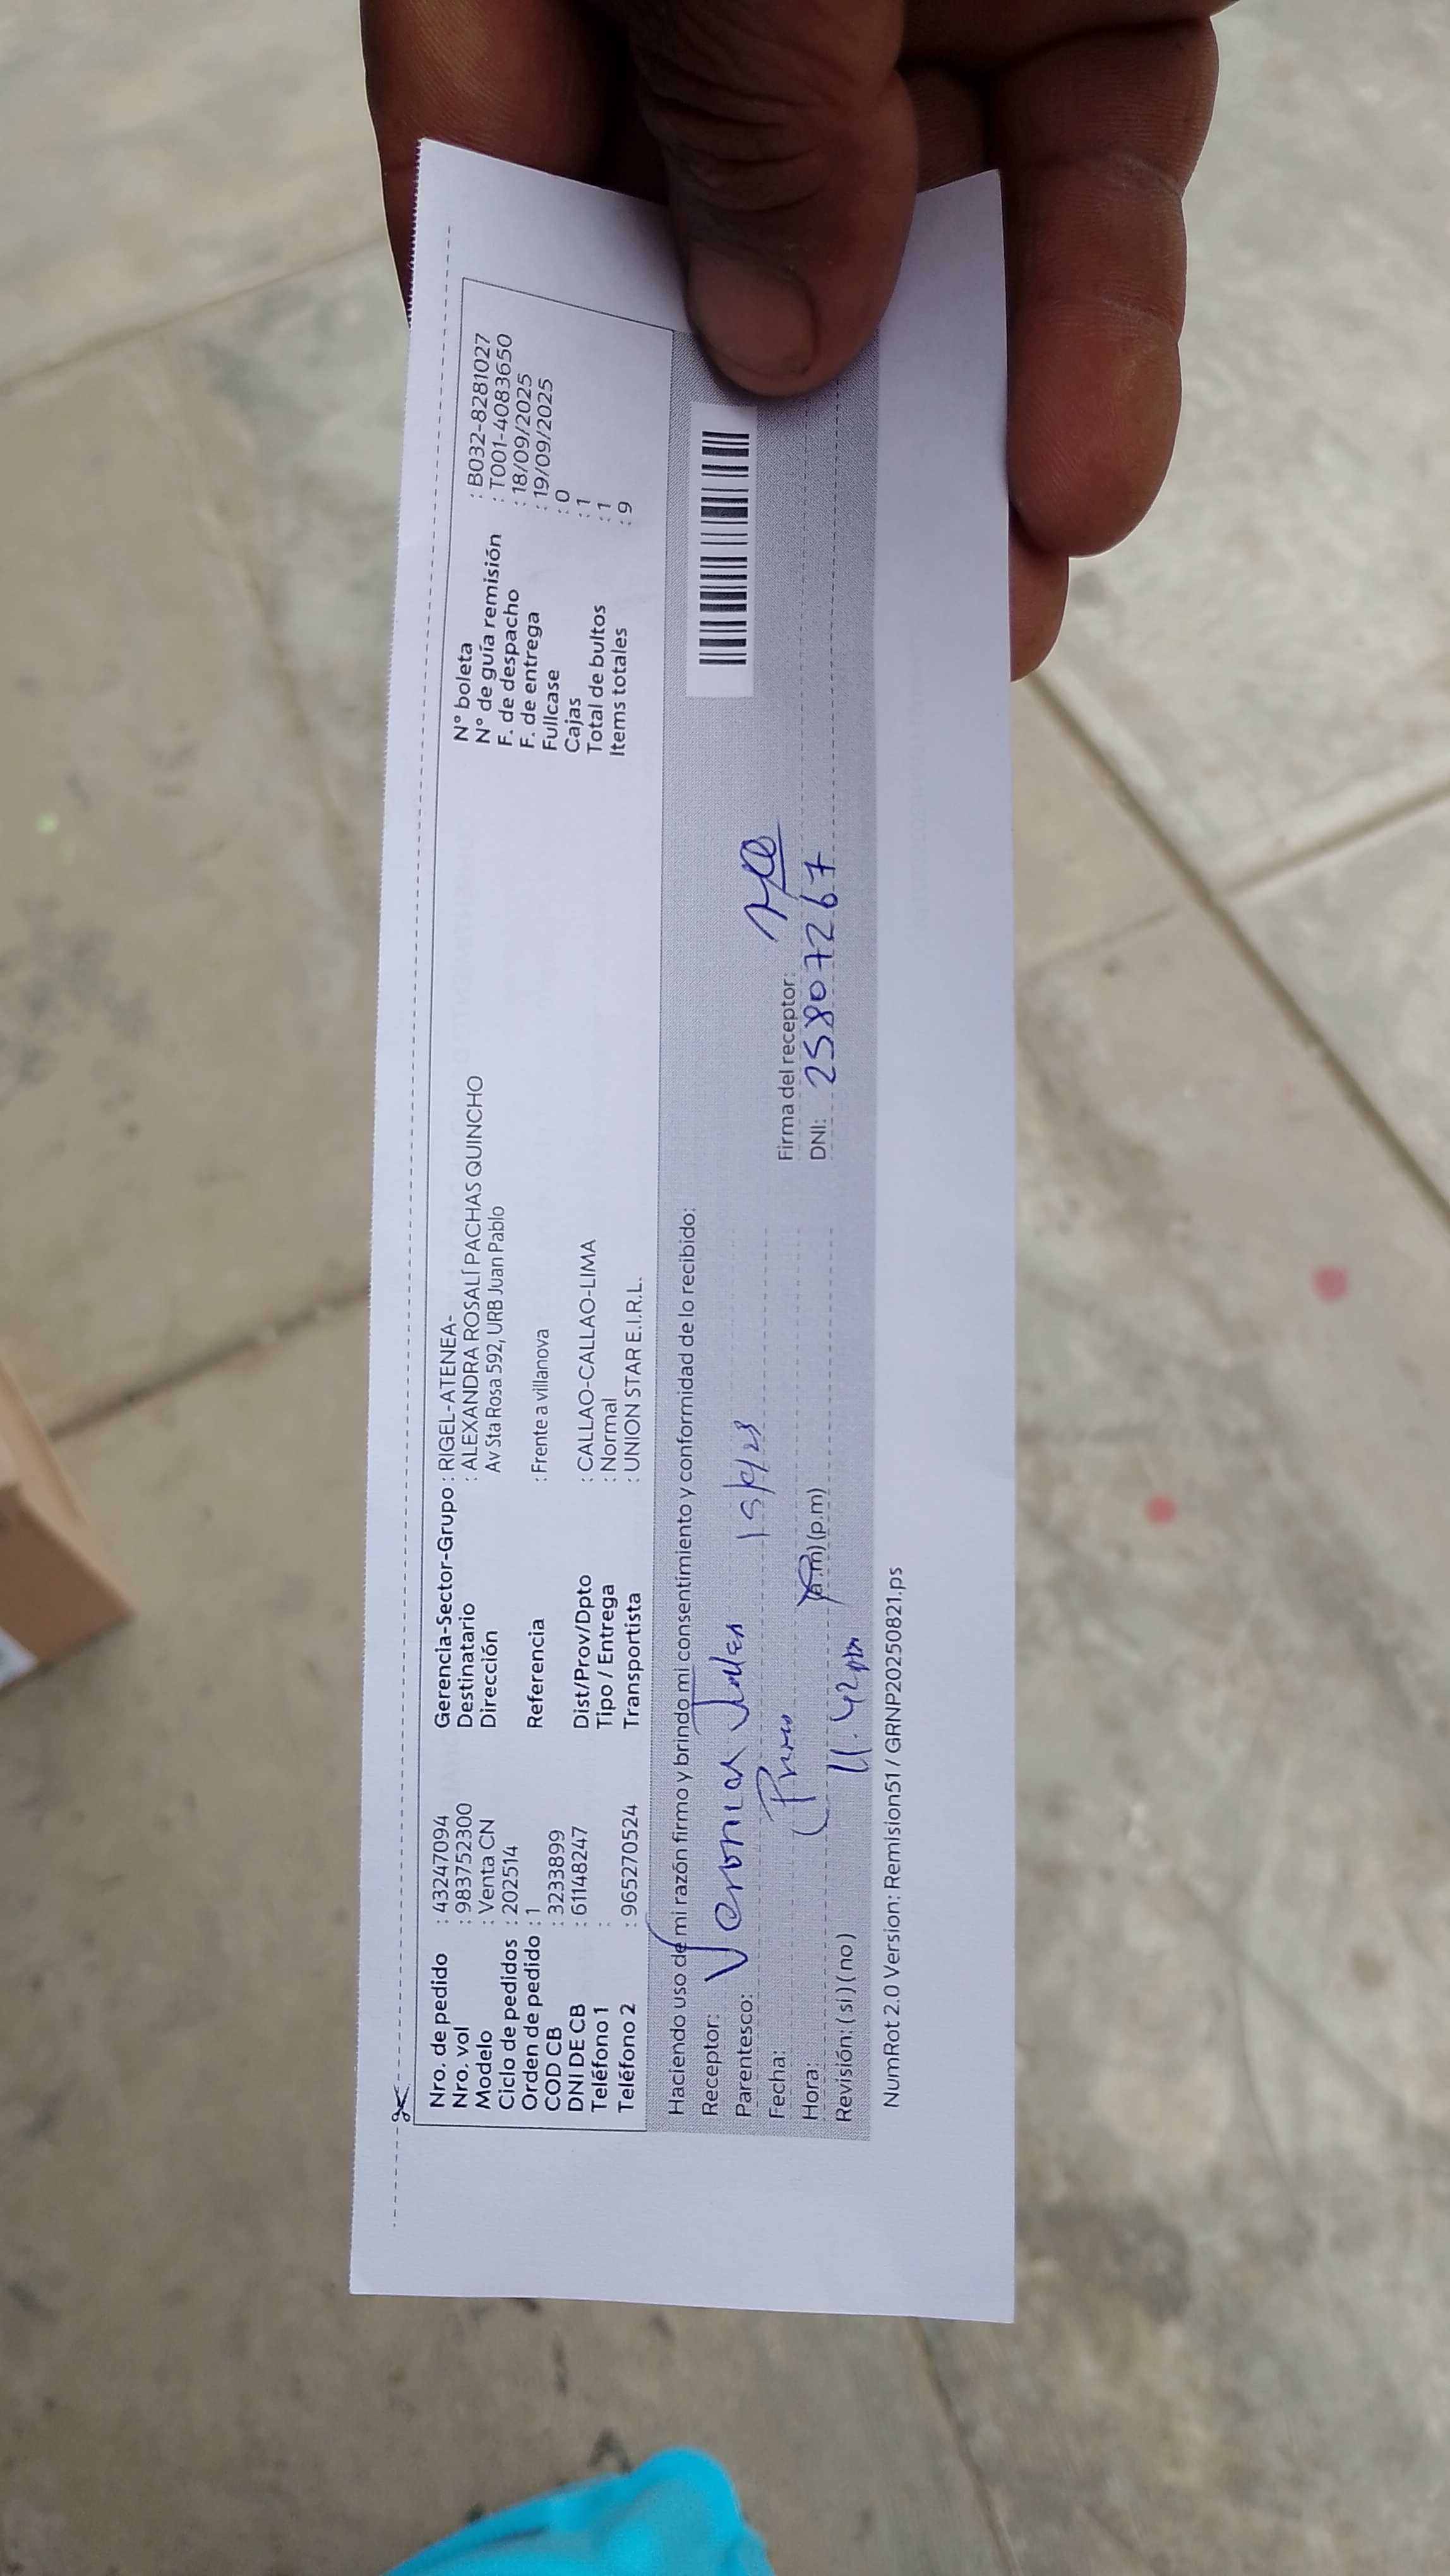 Nro. de pedido : 43247094 Gerencia-Sector-Grupo : RIGEL-ATENEA- N° boleta : B032-8281027
Nro. val : 983752300 Destinatario : ALEXANDRA ROSALÍ PACHAS QUINCHO N° de guía remisión : T001-4083650
Modelo : Venta CN Dirección Av Sta Rosa 592, URB Juan Pablo F. de despacho : 18/09/2025
Ciclo de pedidos : 202514 F. de entrega : 19/09/2025
Orden de pedido : 1 Referencia : Frente a villanova Fullcase : 0
COD CB : 3233899 Cajas : 1
DNI DE CB : 61148247 Dist/Prov/Dpto : CALLAO-CALLAO-LIMA Total de bultos : 1
Teléfono 1 : Tipo / Entrega : Normal Items totales : 9
Teléfono 2 : 965270524 Transportista : UNION STAR E.I.R.L.
Haciendo uso de mi razón firmo y brindo mi consentimiento y conformidad de lo recibido:
Receptor: Veronica
Parentesco:
Fecha: Firma del receptor:
Hora: (a.m) (p.m) DNI: 25807267
Revisión: ( si ) ( no ) 11.42
NumRot 2.0 Version: Remision51 / GRNP20250821.ps